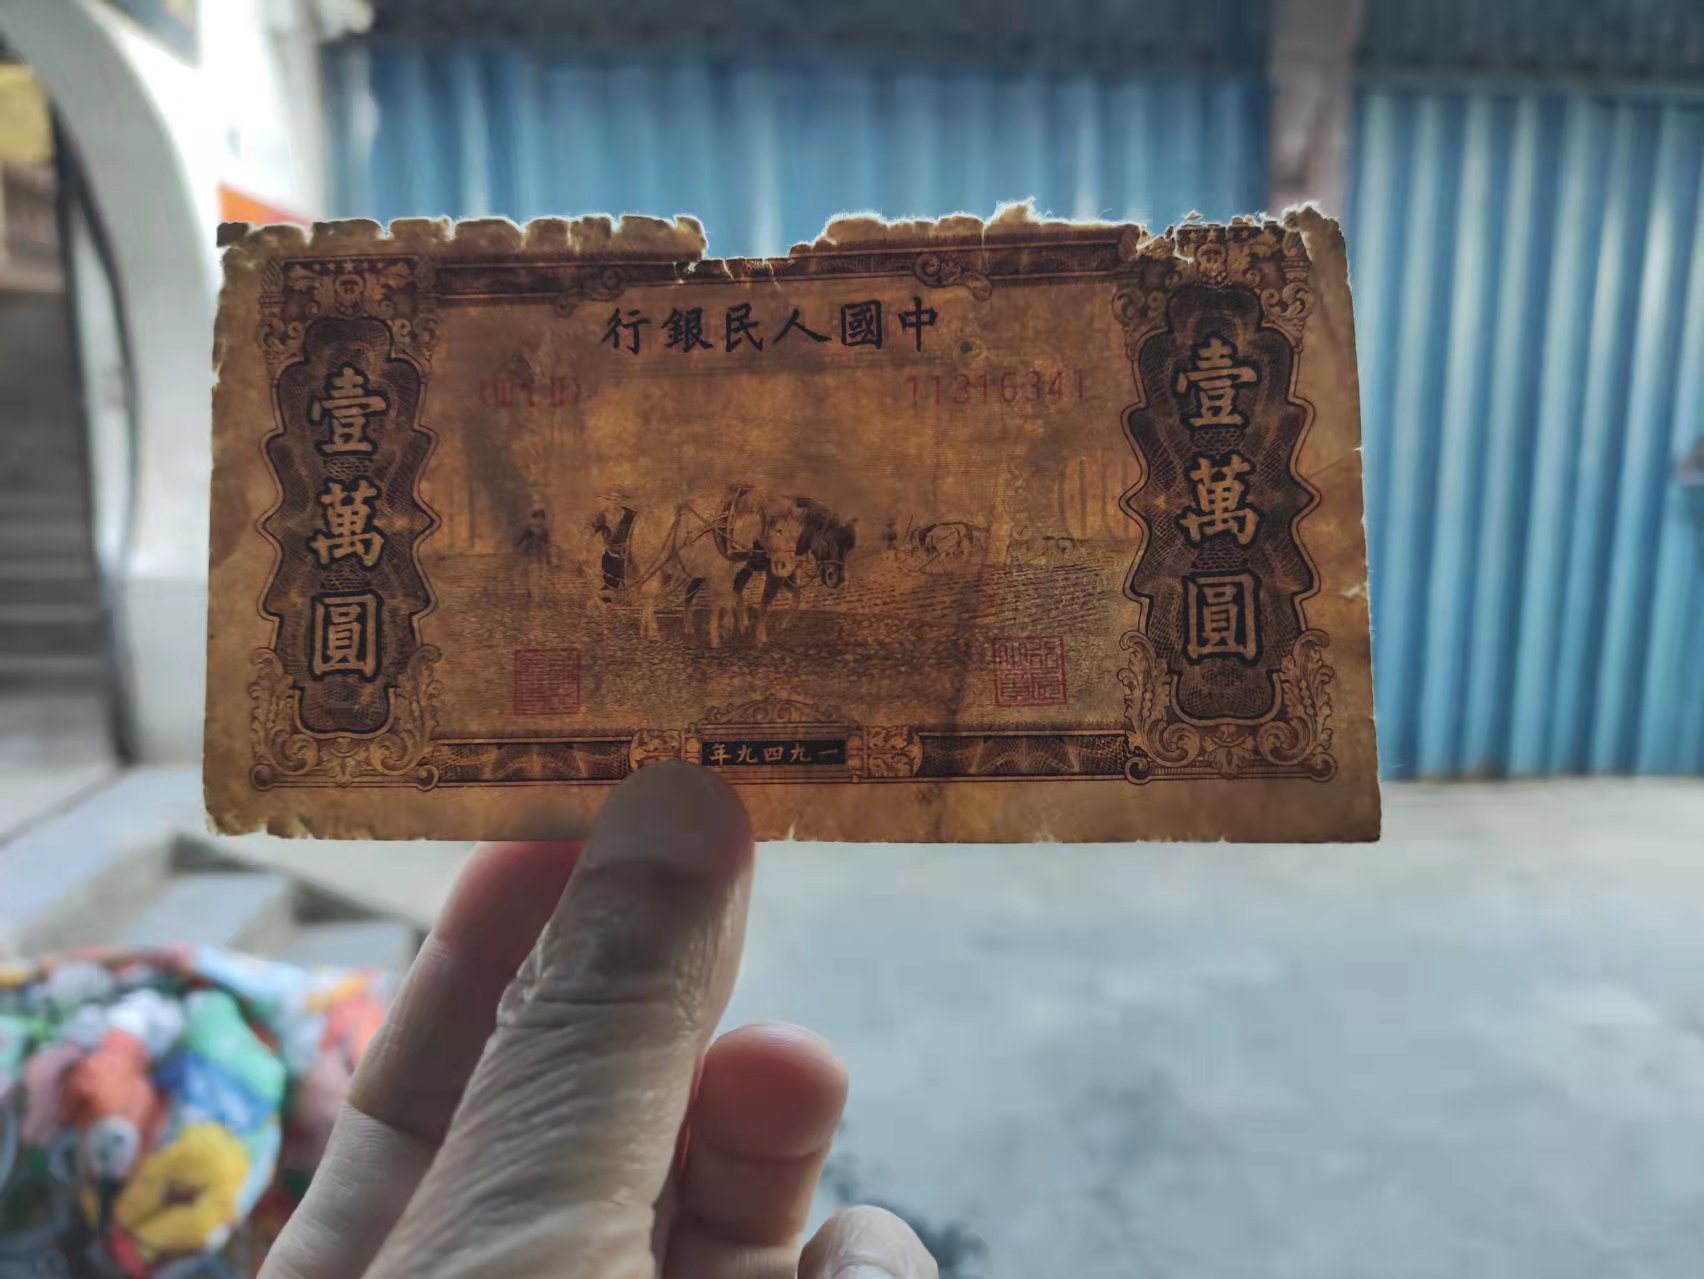 中國人民銀行
11316341
壹萬圓
壹萬圓
一九四九年